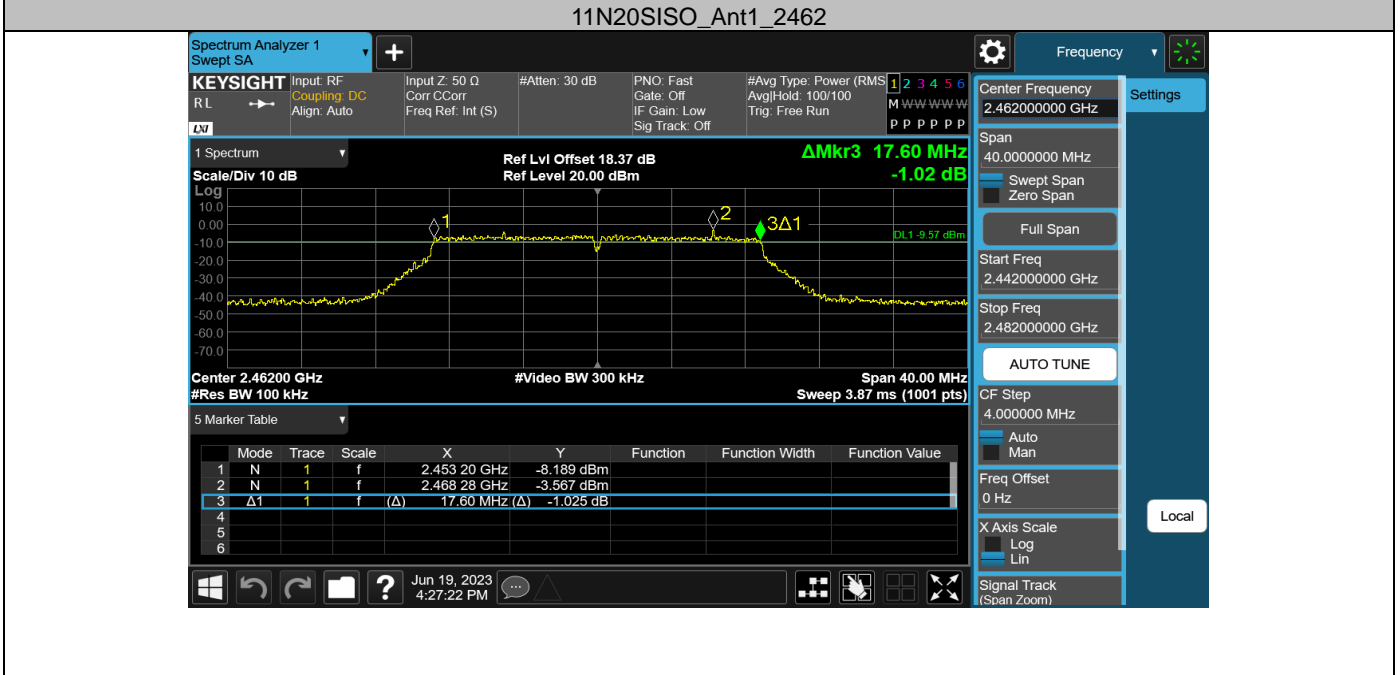 11N20SISO_Ant1_2462
Spectrum Analyzer 1
Swept SA
+
Frequency
KEYSIGHT
R L
LXI
Input: RF
Coupling: DC
Align: Auto
Input Z: 50 Ω
Corr CCorr
Freq Ref: Int (S)
#Atten: 30 dB
PNO: Fast
Gate: Off
IF Gain: Low
Sig Track: Off
#Avg Type: Power (RMS
Avg|Hold: 100/100
Trig: Free Run
1 2 3 4 5 6
M W W W W W
P P P P P P
1 Spectrum
Scale/Div 10 dB
Ref Lvl Offset 18.37 dB
Ref Level 20.00 dBm
ΔMkr3 17.60 MHz
-1.02 dB
Log
10.0
0.00
-10.0
-20.0
-30.0
-40.0
-50.0
-60.0
-70.0
1
2
3Δ1
DL1 -9.57 dBm
Center 2.46200 GHz
#Video BW 300 kHz
Span 40.00 MHz
#Res BW 100 kHz
Sweep 3.87 ms (1001 pts)
5 Marker Table
Mode Trace Scale X Y Function Function Width Function Value
1 N 1 f 2.453 20 GHz -8.189 dBm
2 N 1 f 2.468 28 GHz -3.567 dBm
3 Δ1 1 f (Δ) 17.60 MHz (Δ) -1.025 dB
4
5
6
?
Jun 19, 2023
4:27:22 PM
Center Frequency
2.462000000 GHz
Span
40.0000000 MHz
Swept Span
Zero Span
Full Span
Start Freq
2.442000000 GHz
Stop Freq
2.482000000 GHz
AUTO TUNE
CF Step
4.000000 MHz
Auto
Man
Freq Offset
0 Hz
X Axis Scale
Log
Lin
Signal Track
(Span Zoom)
Settings
Local